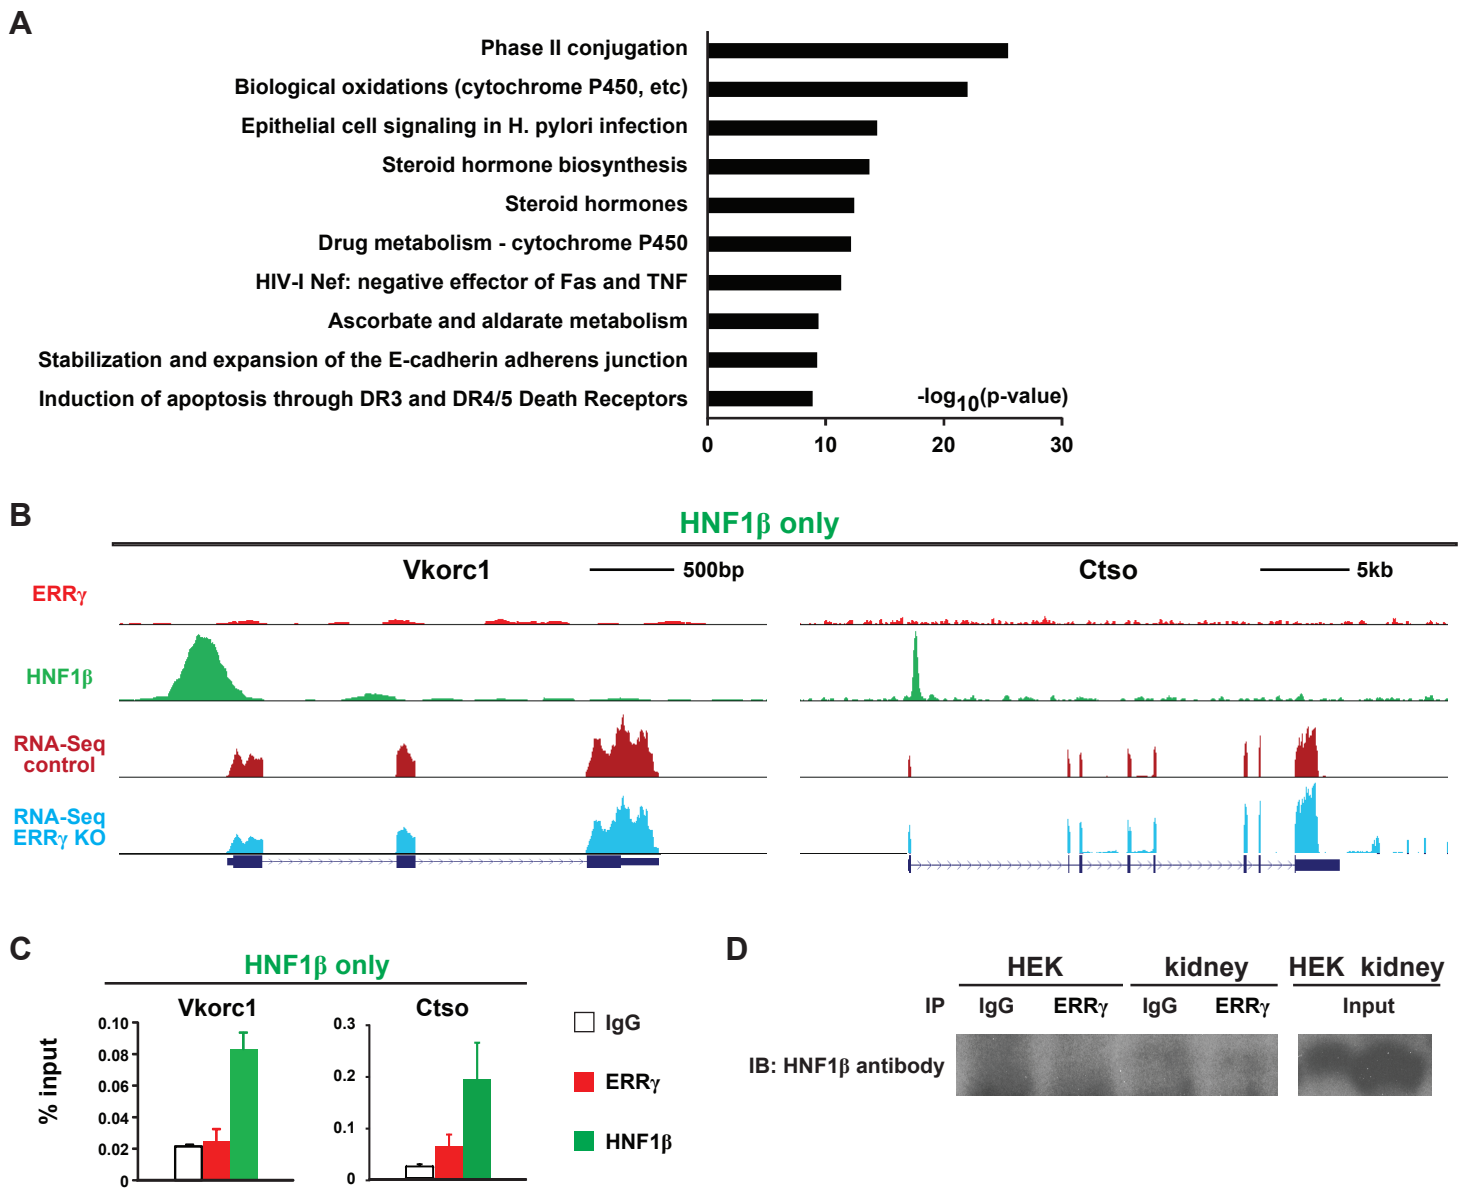 A
Phase II conjugation
Biological oxidations (cytochrome P450, etc)
Epithelial cell signaling in H. pylori infection
Steroid hormone biosynthesis
Steroid hormones
Drug metabolism - cytochrome P450
HIV-I Nef: negative effector of Fas and TNF
Ascorbate and aldarate metabolism
Stabilization and expansion of the E-cadherin adherens junction
Induction of apoptosis through DR3 and DR4/5 Death Receptors
-log10(p-value)
0 10 20 30
B
HNF1β only
Vkorc1 500bp Ctso 5kb
ERRγ
HNF1β
RNA-Seq
control
RNA-Seq
ERRγ KO
C
HNF1β only
Vkorc1 Ctso
% input
0.10
0.08
0.06
0.04
0.02
0
0.3
0.2
0.1
0
IgG
ERRγ
HNF1β
D
HEK kidney HEK kidney
IP IgG ERRγ IgG ERRγ Input
IB: HNF1β antibody